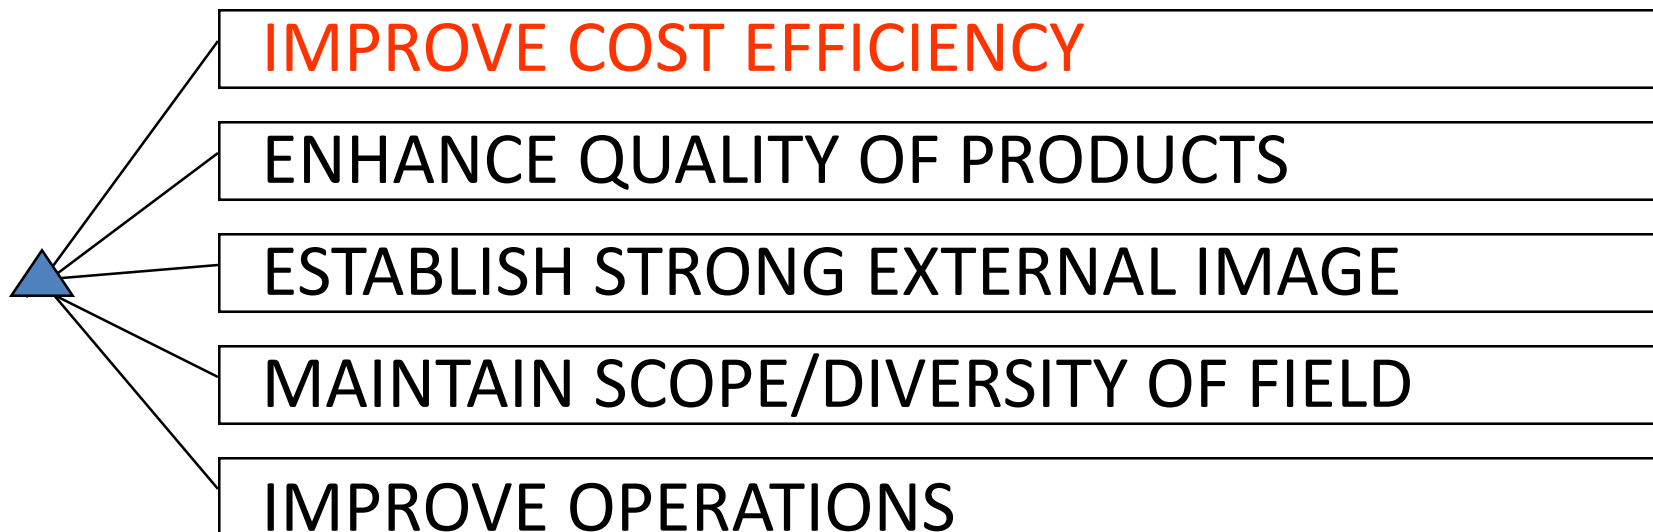 IMPROVE COST EFFICIENCY
ENHANCE QUALITY OF PRODUCTS
ESTABLISH STRONG EXTERNAL IMAGE
MAINTAIN SCOPE/DIVERSITY OF FIELD
IMPROVE OPERATIONS